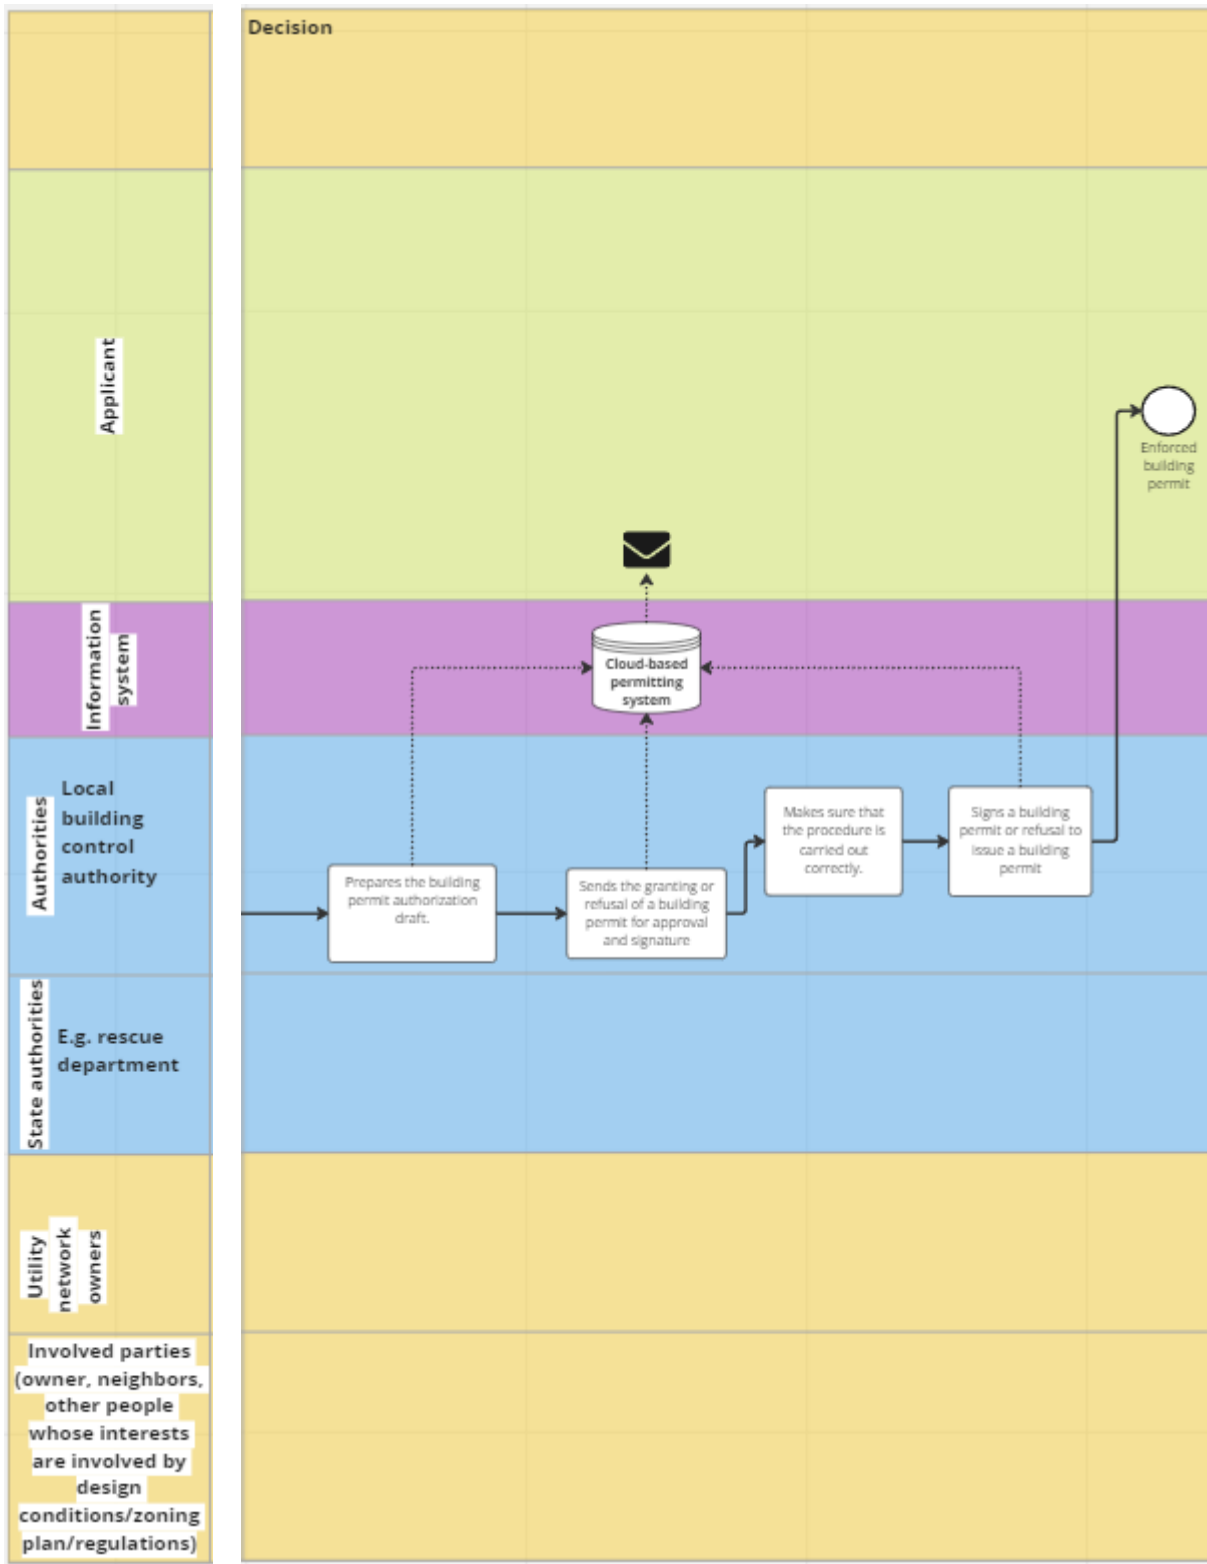 Decision
Applicant
Enforced
building
permit
Information
system
Cloud-based
permitting
system
Authorities
Local
building
control
authority
Prepares the building
permit authorization
draft.
Sends the granting or
refusal of a building
permit for approval
and signature
Makes sure that
the procedure is
carried out
correctly.
Signs a building
permit or refusal to
issue a building
permit
State authorities
E.g. rescue
department
Utility
network
owners
Involved parties
(owner, neighbors,
other people
whose interests
are involved by
design
conditions/zoning
plan/regulations)